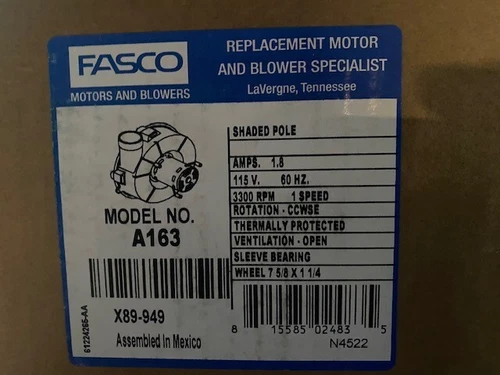 FASCO
MOTORS AND BLOWERS
REPLACEMENT MOTOR
AND BLOWER SPECIALIST
LaVergne, Tennessee
MODEL NO.
A163
X89-949
Assembled In Mexico
61224265-AA
SHADED POLE
AMPS. 1.8
115 V. 60 HZ.
3300 RPM 1 SPEED
ROTATION - CCWSE
THERMALLY PROTECTED
VENTILATION - OPEN
SLEEVE BEARING
WHEEL 7 5/8 X 1 1/4
8 15585 02483 5
N4522